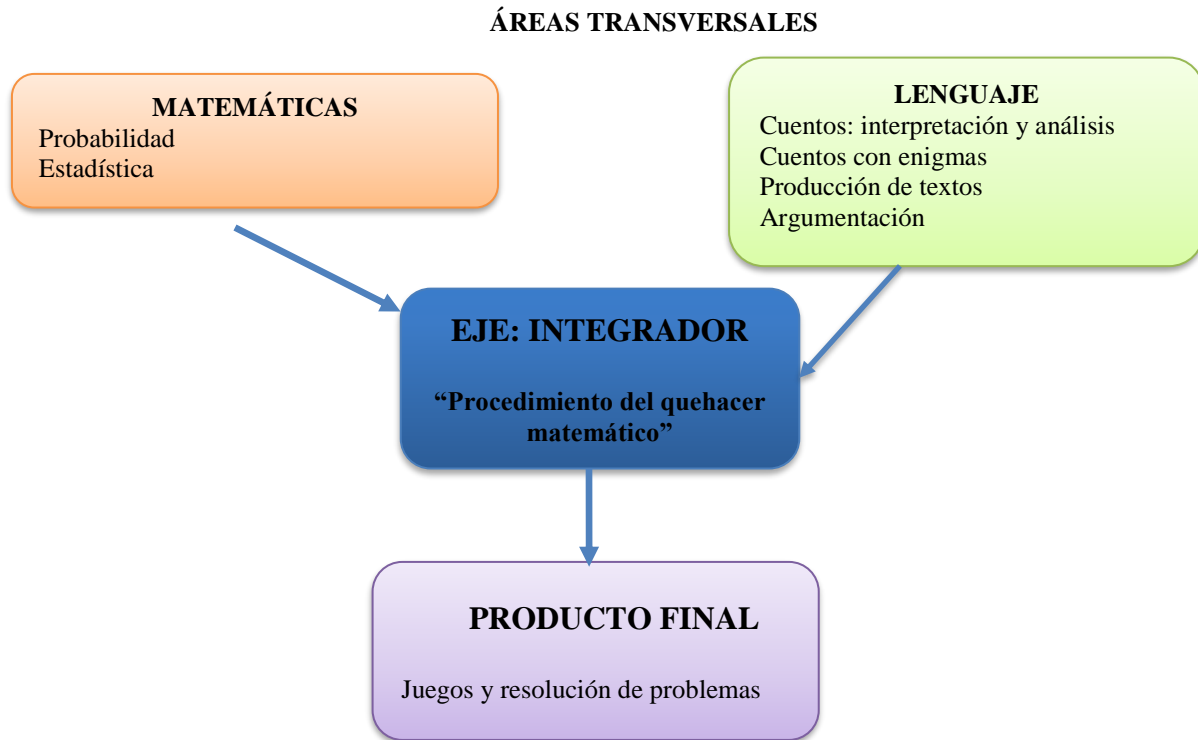 ÁREAS TRANSVERSALES
MATEMÁTICAS
Probabilidad
Estadística
LENGUAJE
Cuentos: interpretación y análisis
Cuentos con enigmas
Producción de textos
Argumentación
EJE: INTEGRADOR
“Procedimiento del quehacer
matemático”
PRODUCTO FINAL
Juegos y resolución de problemas